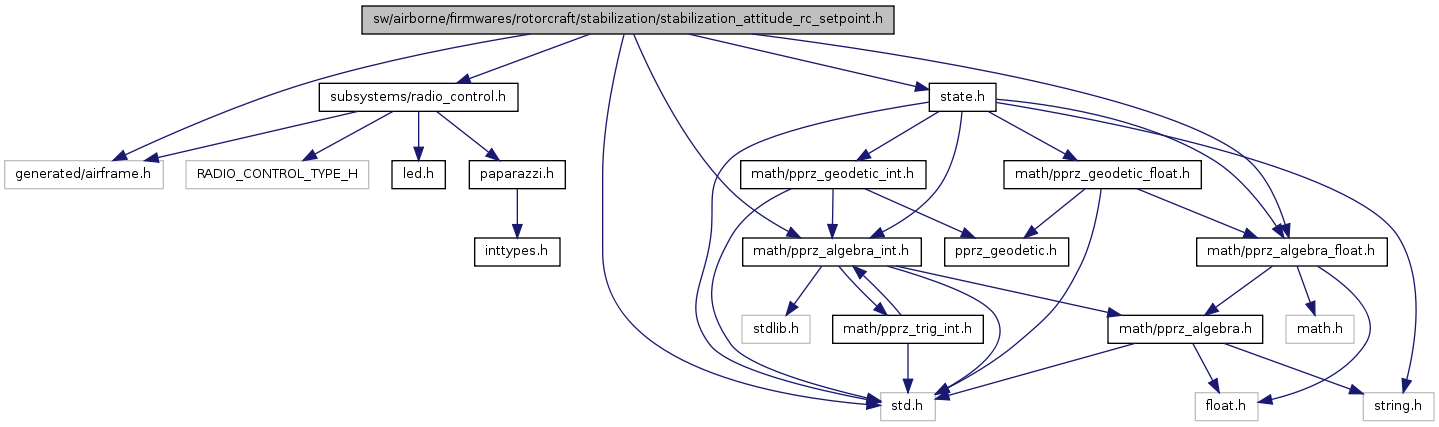 sw/airborne/firmwares/rotorcraft/stabilization/stabilization_attitude_rc_setpoint.h
subsystems/radio_control.h
state.h
generated/airframe.h
RADIO_CONTROL_TYPE_H
led.h
paparazzi.h
math/pprz_geodetic_int.h
math/pprz_geodetic_float.h
inttypes.h
math/pprz_algebra_int.h
pprz_geodetic.h
math/pprz_algebra_float.h
stdlib.h
math/pprz_trig_int.h
math/pprz_algebra.h
math.h
std.h
float.h
string.h